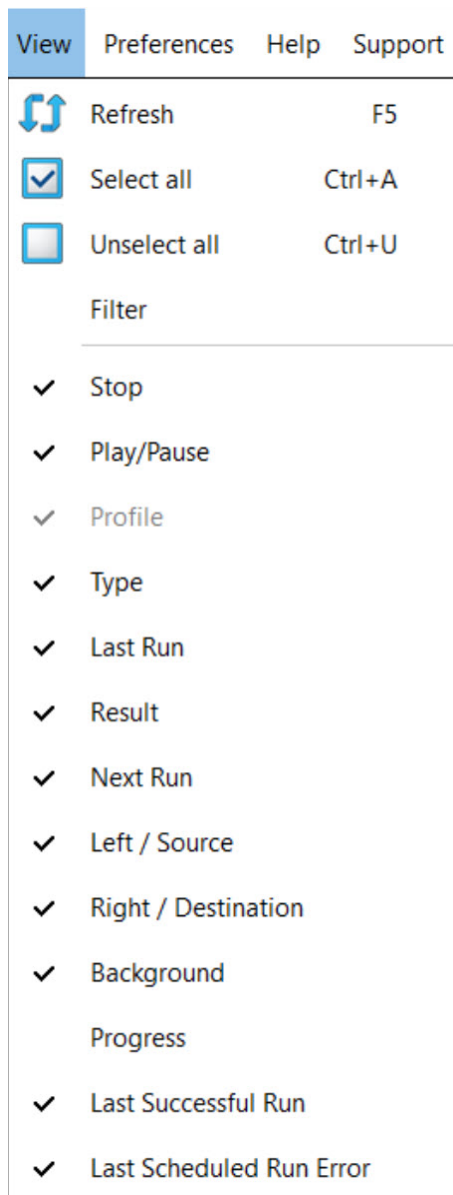 View Preferences Help Support
Refresh F5
Select all Ctrl+A
Unselect all Ctrl+U
Filter
Stop
Play/Pause
Profile
Type
Last Run
Result
Next Run
Left / Source
Right / Destination
Background
Progress
Last Successful Run
Last Scheduled Run Error